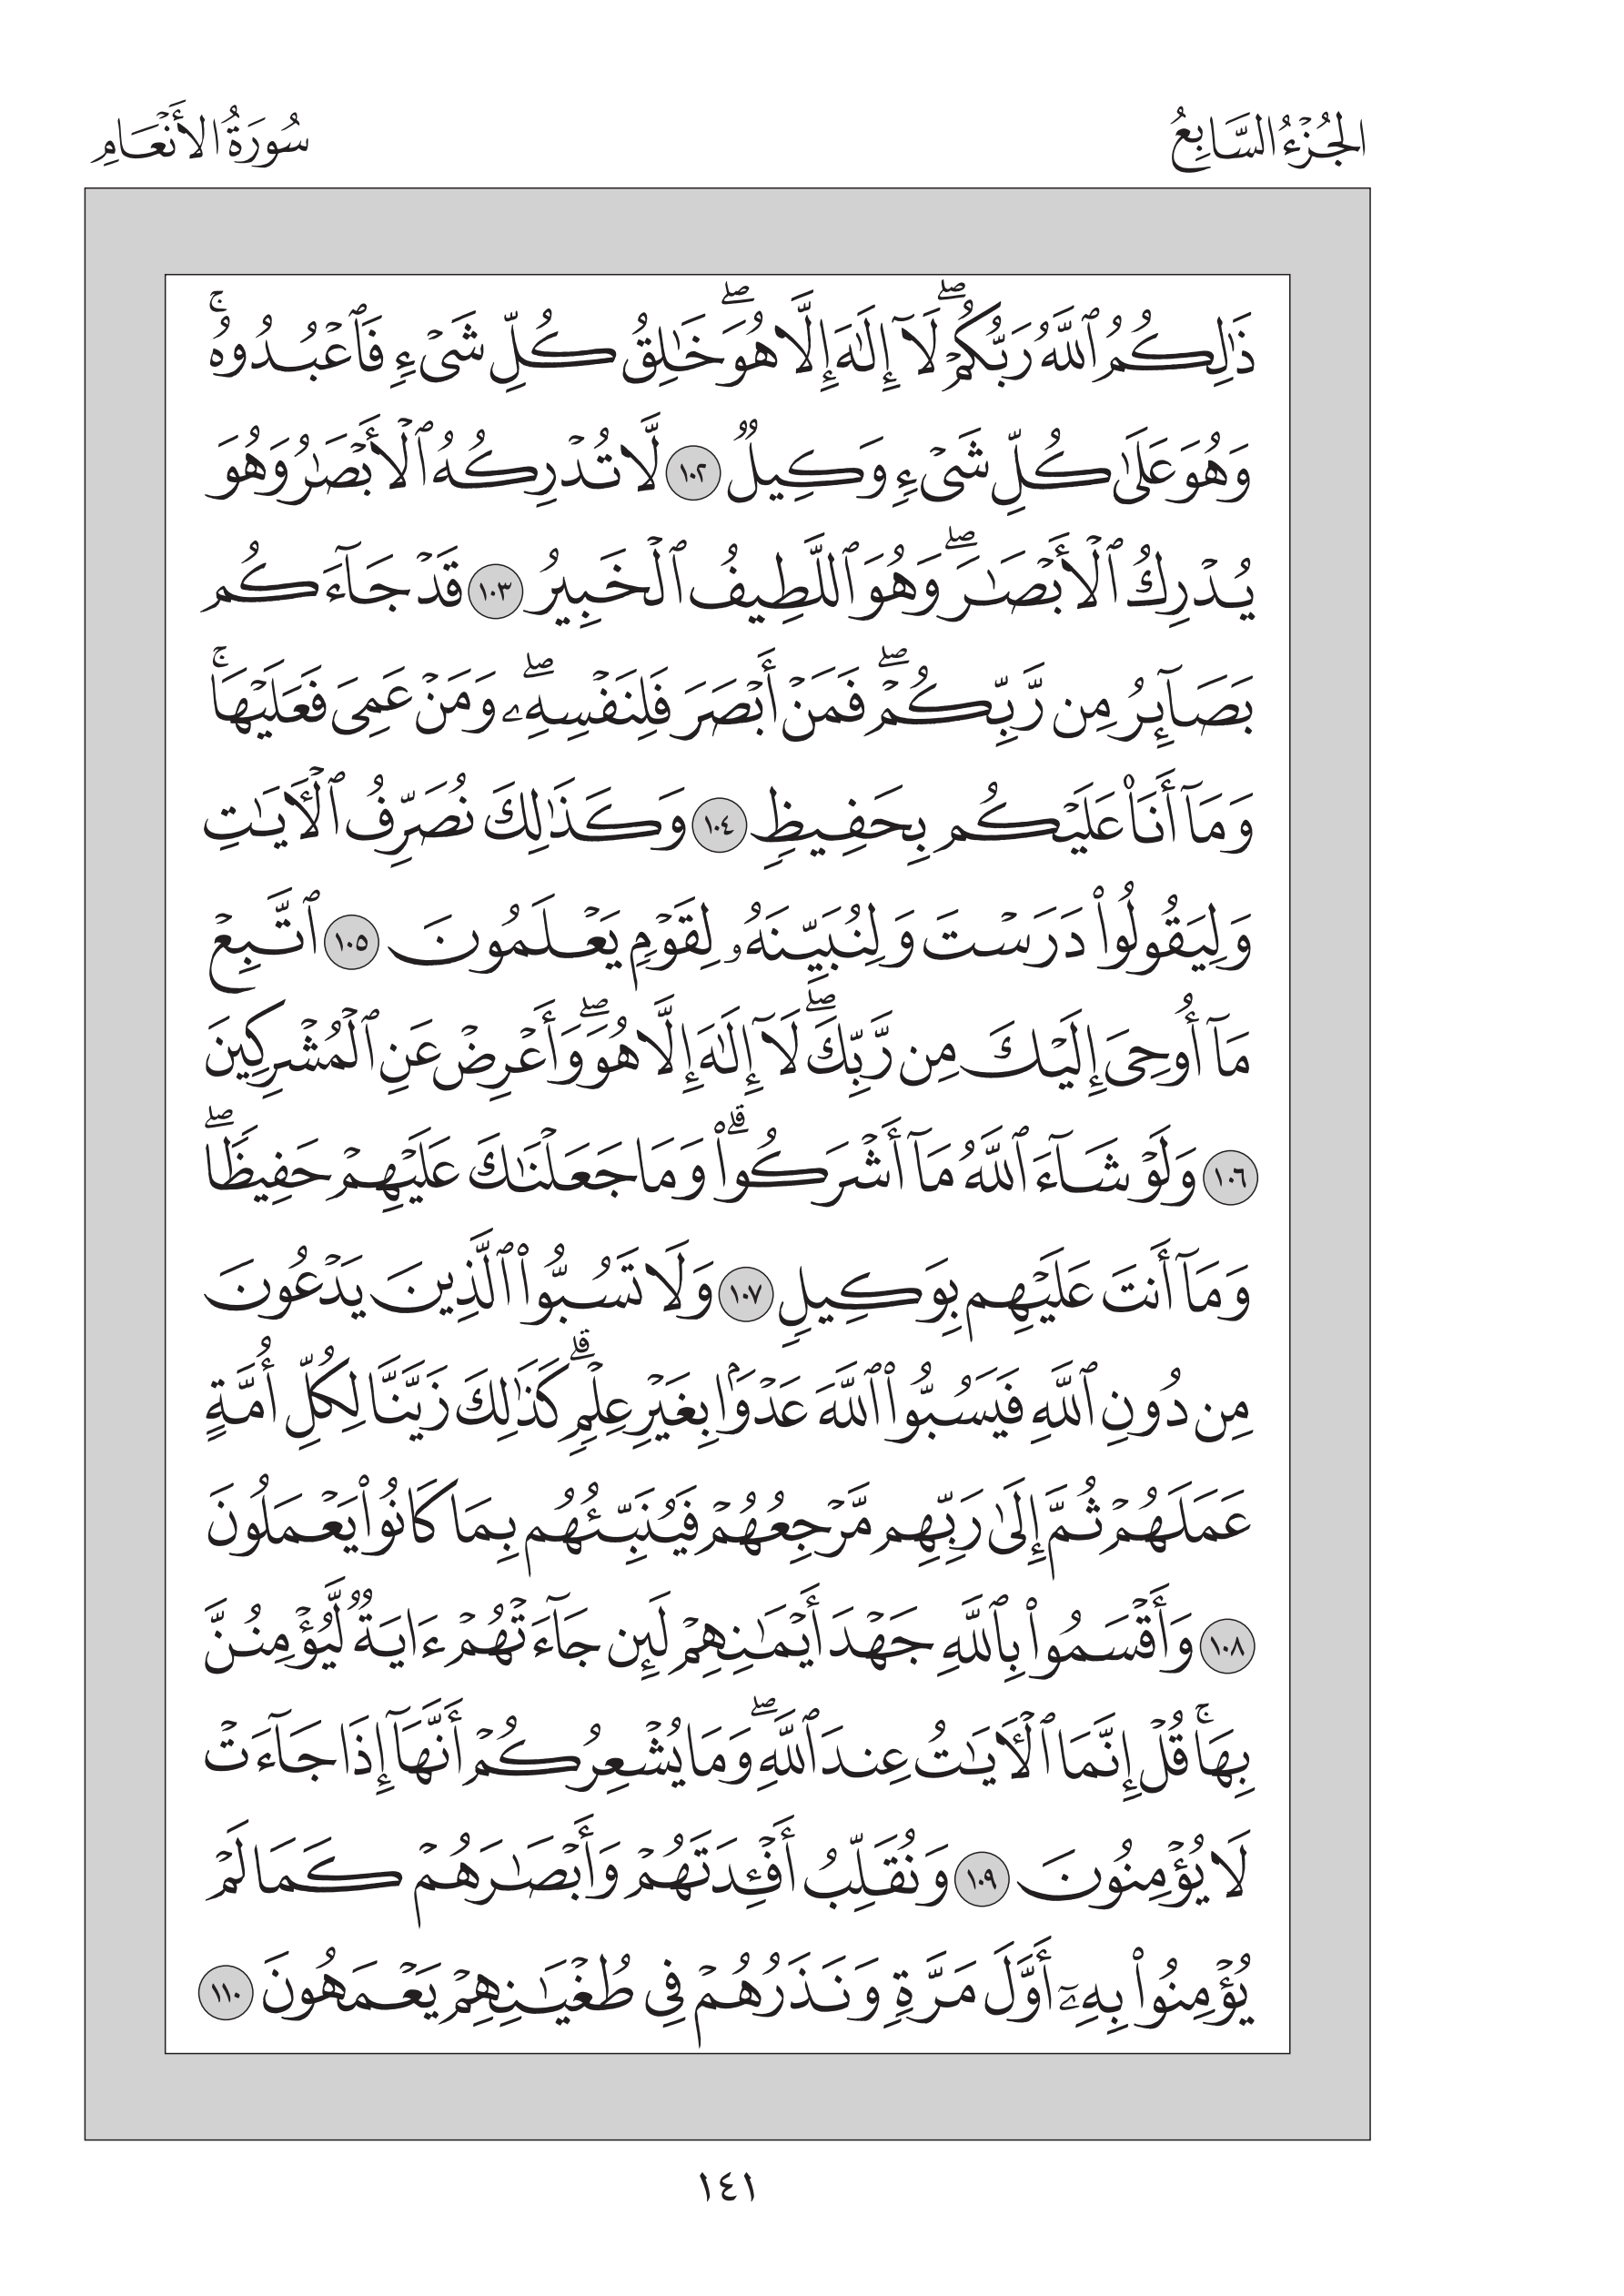 الجُزْءُ السَّابِعُ
سُورَةُ الأَنْعَامِ
ذَٰلِكُمُ ٱللَّهُ رَبُّكُمۡۖ لَآ إِلَٰهَ إِلَّا هُوَۖ خَٰلِقُ كُلِّ شَيۡءٖ فَٱعۡبُدُوهُۚ
وَهُوَ عَلَىٰ كُلِّ شَيۡءٖ وَكِيلٞ ١٠٢ لَّا تُدۡرِكُهُ ٱلۡأَبۡصَٰرُ وَهُوَ
يُدۡرِكُ ٱلۡأَبۡصَٰرَۖ وَهُوَ ٱللَّطِيفُ ٱلۡخَبِيرُ ١٠٣ قَدۡ جَآءَكُم
بَصَآئِرُ مِن رَّبِّكُمۡۖ فَمَنۡ أَبۡصَرَ فَلِنَفۡسِهِۦۖ وَمَنۡ عَمِيَ فَعَلَيۡهَاۚ
وَمَآ أَنَا۠ عَلَيۡكُم بِحَفِيظٖ ١٠٤ وَكَذَٰلِكَ نُصَرِّفُ ٱلۡأٓيَٰتِ
وَلِيَقُولُواْ دَرَسۡتَ وَلِنُبَيِّنَهُۥ لِقَوۡمٖ يَعۡلَمُونَ ١٠٥ ٱتَّبِعۡ
مَآ أُوحِيَ إِلَيۡكَ مِن رَّبِّكَۖ لَآ إِلَٰهَ إِلَّا هُوَۖ وَأَعۡرِضۡ عَنِ ٱلۡمُشۡرِكِينَ
١٠٦ وَلَوۡ شَآءَ ٱللَّهُ مَآ أَشۡرَكُواْۗ وَمَا جَعَلۡنَٰكَ عَلَيۡهِمۡ حَفِيظٗاۖ
وَمَآ أَنتَ عَلَيۡهِم بِوَكِيلٖ ١٠٧ وَلَا تَسُبُّواْ ٱلَّذِينَ يَدۡعُونَ
مِن دُونِ ٱللَّهِ فَيَسُبُّواْ ٱللَّهَ عَدۡوَۢا بِغَيۡرِ عِلۡمٖۗ كَذَٰلِكَ زَيَّنَّا لِكُلِّ أُمَّةٍ
عَمَلَهُمۡ ثُمَّ إِلَىٰ رَبِّهِم مَّرۡجِعُهُمۡ فَيُنَبِّئُهُم بِمَا كَانُواْ يَعۡمَلُونَ
١٠٨ وَأَقۡسَمُواْ بِٱللَّهِ جَهۡدَ أَيۡمَٰنِهِمۡ لَئِن جَآءَتۡهُمۡ ءَايَةٞ لَّيُؤۡمِنُنَّ
بِهَاۚ قُلۡ إِنَّمَا ٱلۡأٓيَٰتُ عِندَ ٱللَّهِۖ وَمَا يُشۡعِرُكُمۡ أَنَّهَآ إِذَا جَآءَتۡ
لَا يُؤۡمِنُونَ ١٠٩ وَنُقَلِّبُ أَفۡـِٔدَتَهُمۡ وَأَبۡصَٰرَهُمۡ كَمَا لَمۡ
يُؤۡمِنُواْ بِهِۦٓ أَوَّلَ مَرَّةٖ وَنَذَرُهُمۡ فِي طُغۡيَٰنِهِمۡ يَعۡمَهُونَ ١١٠
١٤١